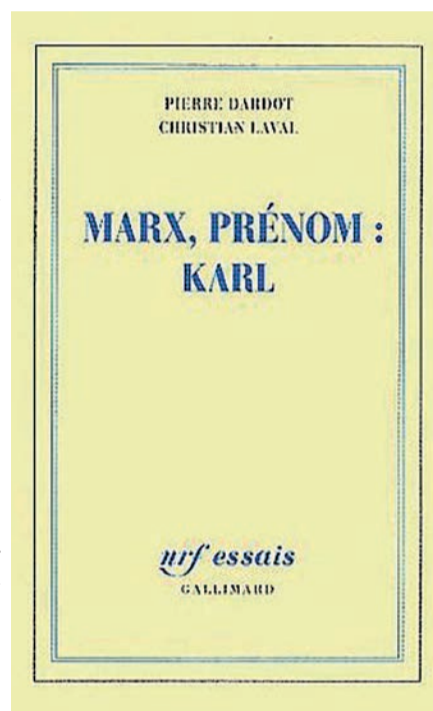 PIERRE DARDOT
CHRISTIAN LAVAL
MARX, PRÉNOM :
KARL
nrf essais
GALLIMARD